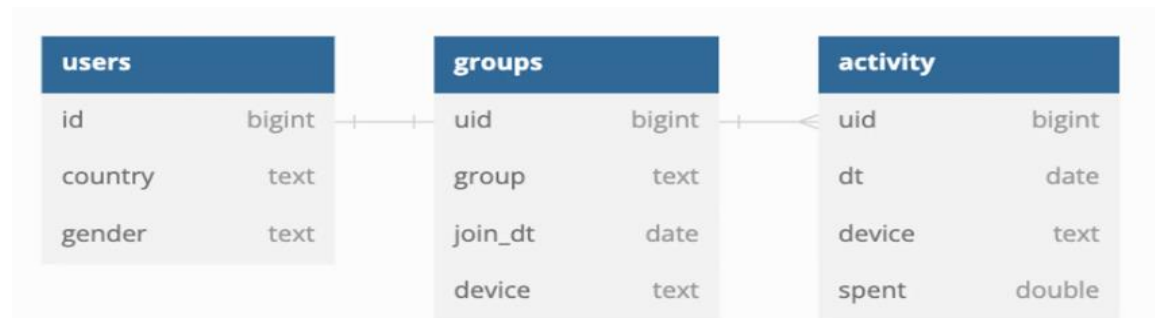 users groups activity
id bigint uid bigint uid bigint
country text group text dt date
gender text join_dt date device text
device text spent double